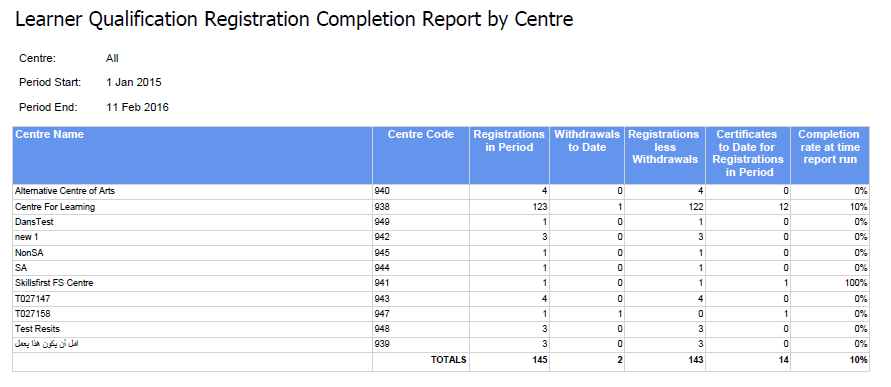 Learner Qualification Registration Completion Report by Centre
Centre: All
Period Start: 1 Jan 2015
Period End: 11 Feb 2016
Centre Name Centre Code Registrations in Period Withdrawals to Date Registrations less Withdrawals Certificates to Date for Registrations in Period Completion rate at time report run
Alternative Centre of Arts 940 4 0 4 0 0%
Centre For Learning 938 123 1 122 12 10%
DansTest 949 1 0 1 0 0%
new 1 942 3 0 3 0 0%
NonSA 945 1 0 1 0 0%
SA 944 1 0 1 0 0%
Skillsfirst FS Centre 941 1 0 1 1 100%
T027147 943 4 0 4 0 0%
T027158 947 1 1 0 1 0%
Test Resits 948 3 0 3 0 0%
امل أن يكون هذا يعمل 939 3 0 3 0 0%
TOTALS 145 2 143 14 10%